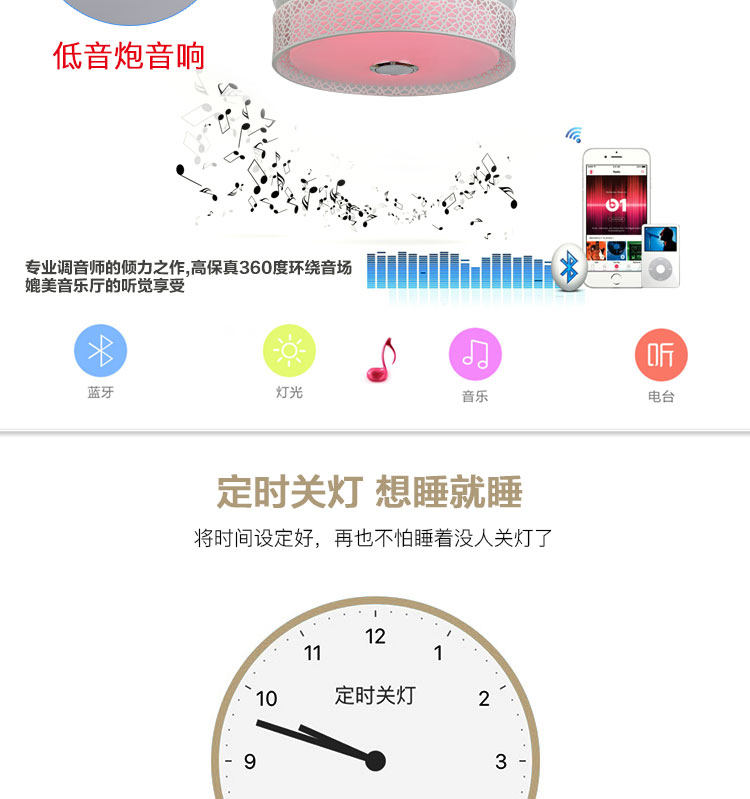 低音炮音响
专业调音师的倾力之作,高保真360度环绕音场
媲美音乐厅的听觉享受
蓝牙
灯光
音乐
听
电台
定时关灯 想睡就睡
将时间设定好，再也不怕睡着没人关灯了
12
11
1
10
定时关灯
2
9
3